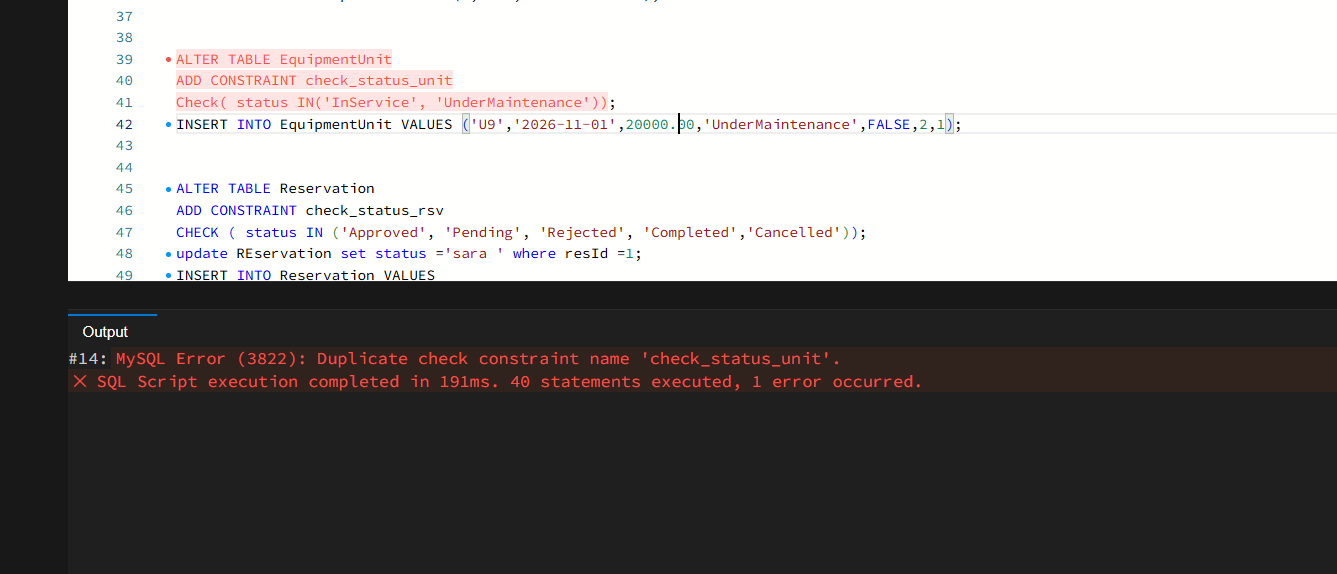 37
38
39 ALTER TABLE EquipmentUnit
40 ADD CONSTRAINT check_status_unit
41 Check( status IN('InService', 'UnderMaintenance'));
42 INSERT INTO EquipmentUnit VALUES ('U9','2026-11-01',20000.00,'UnderMaintenance',FALSE,2,1);
43
44
45 ALTER TABLE Reservation
46 ADD CONSTRAINT check_status_rsv
47 CHECK ( status IN ('Approved', 'Pending', 'Rejected', 'Completed','Cancelled'));
48 update REservation set status ='sara ' where resId =1;
49 INSERT INTO Reservation VALUES
Output
#14: MySQL Error (3822): Duplicate check constraint name 'check_status_unit'.
SQL Script execution completed in 191ms. 40 statements executed, 1 error occurred.